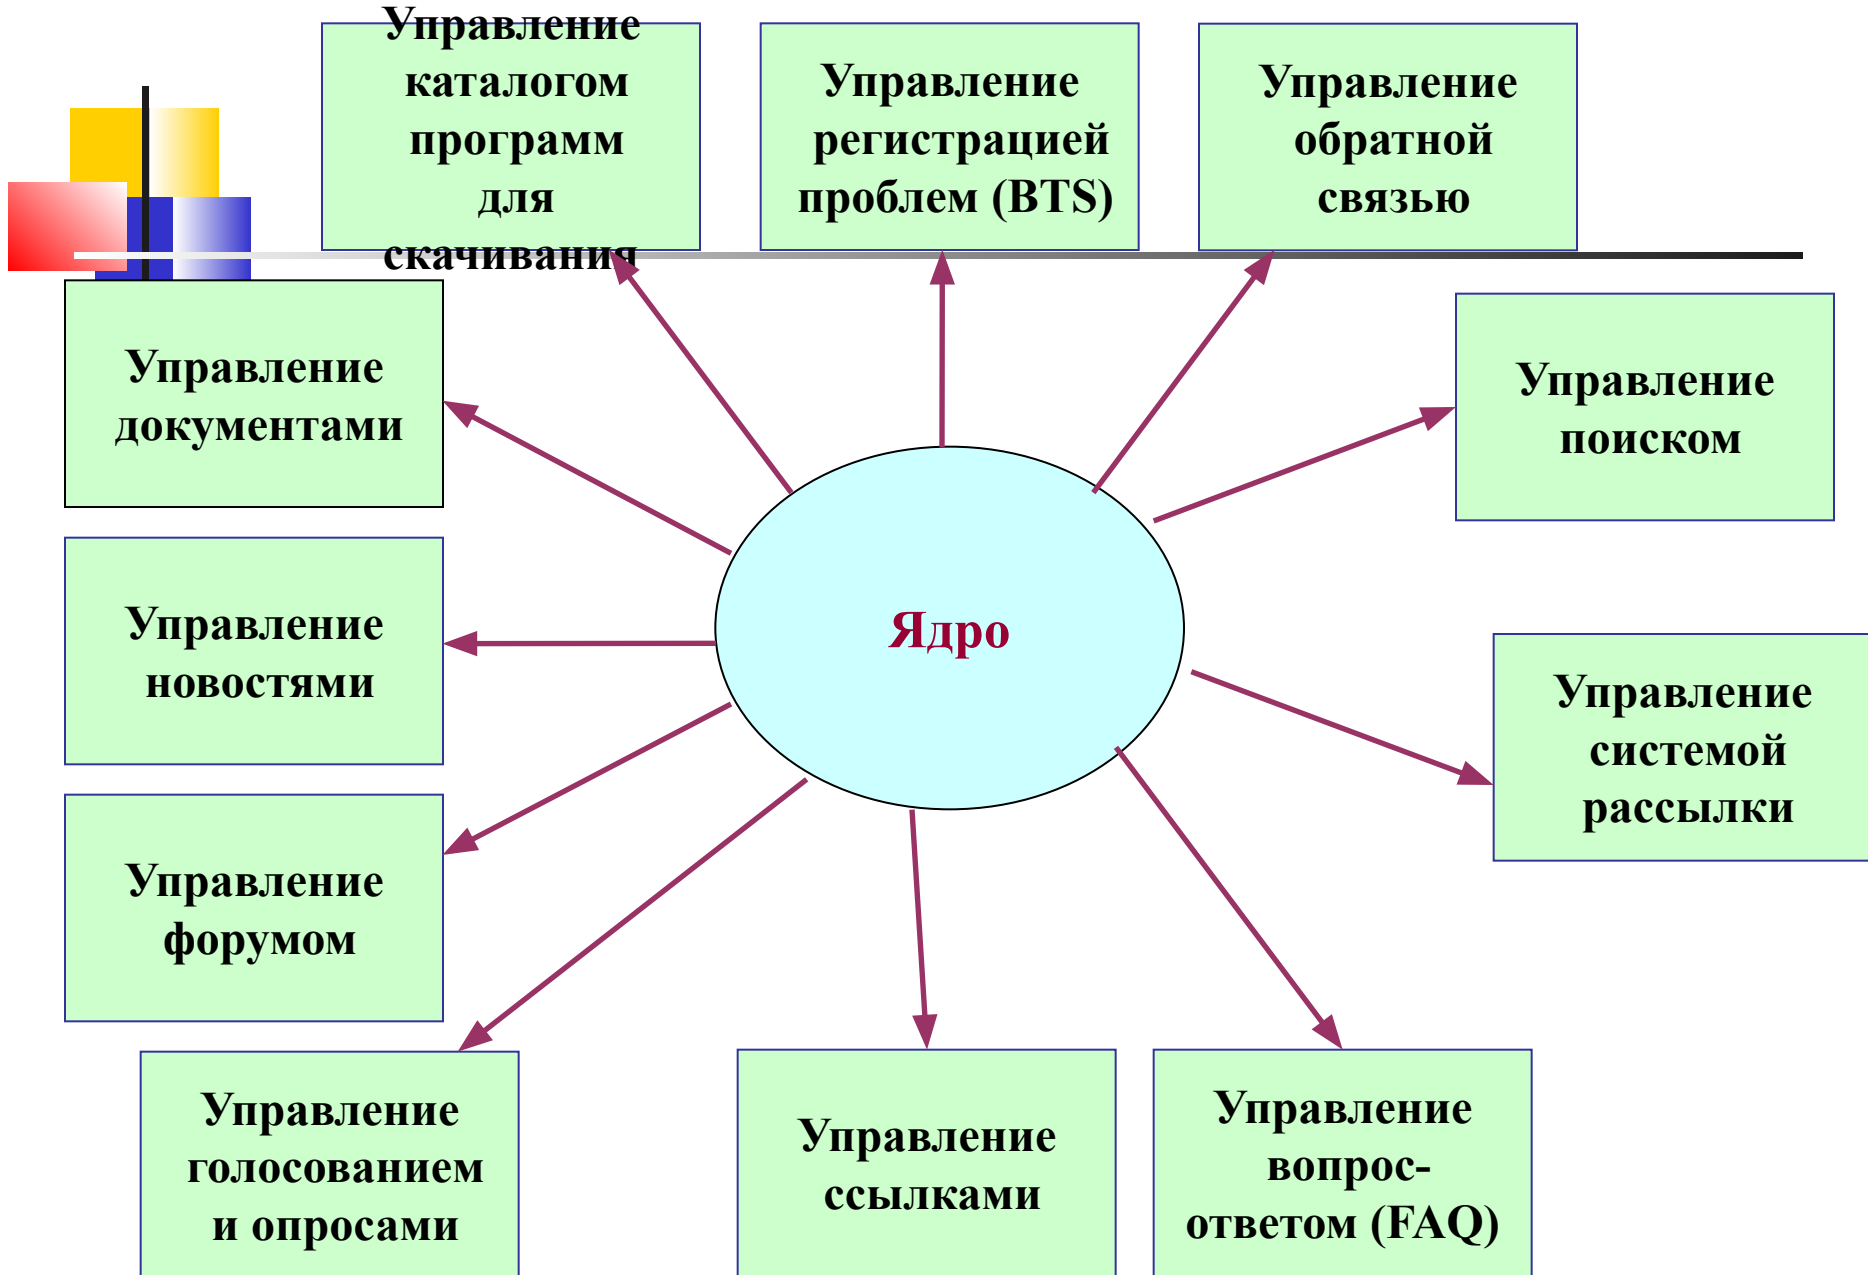 Управление
каталогом
программ
для
скачивания
Управление
регистрацией
проблем (BTS)
Управление
обратной
связью
Управление
документами
Управление
поиском
Управление
новостями
Ядро
Управление
системой
рассылки
Управление
форумом
Управление
голосованием
и опросами
Управление
ссылками
Управление
вопрос-
ответом (FAQ)